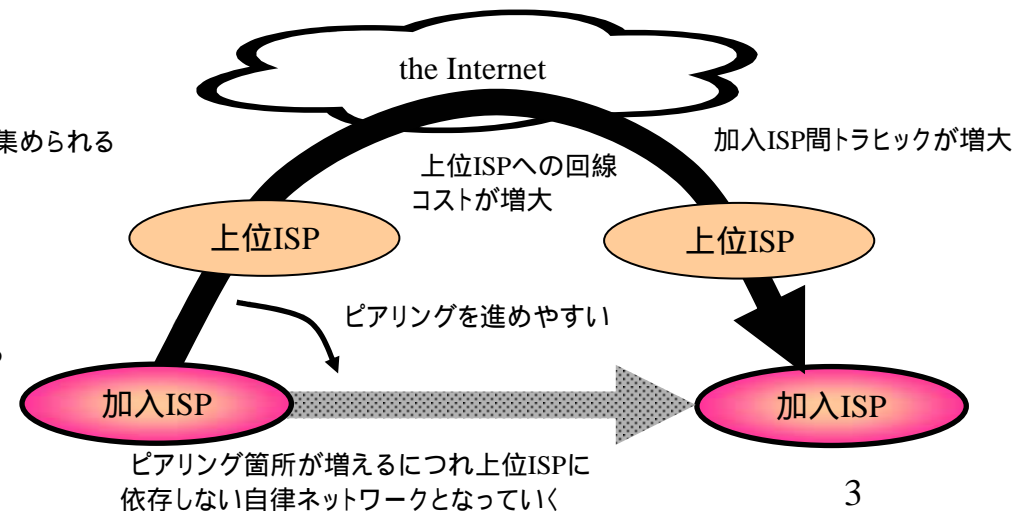 the Internet
集められる
加入ISP間トラヒックが増大
上位ISPへの回線
コストが増大
上位ISP
上位ISP
ピアリングを進めやすい
加入ISP
加入ISP
ピアリング箇所が増えるにつれ上位ISPに
依存しない自律ネットワークとなっていく
3